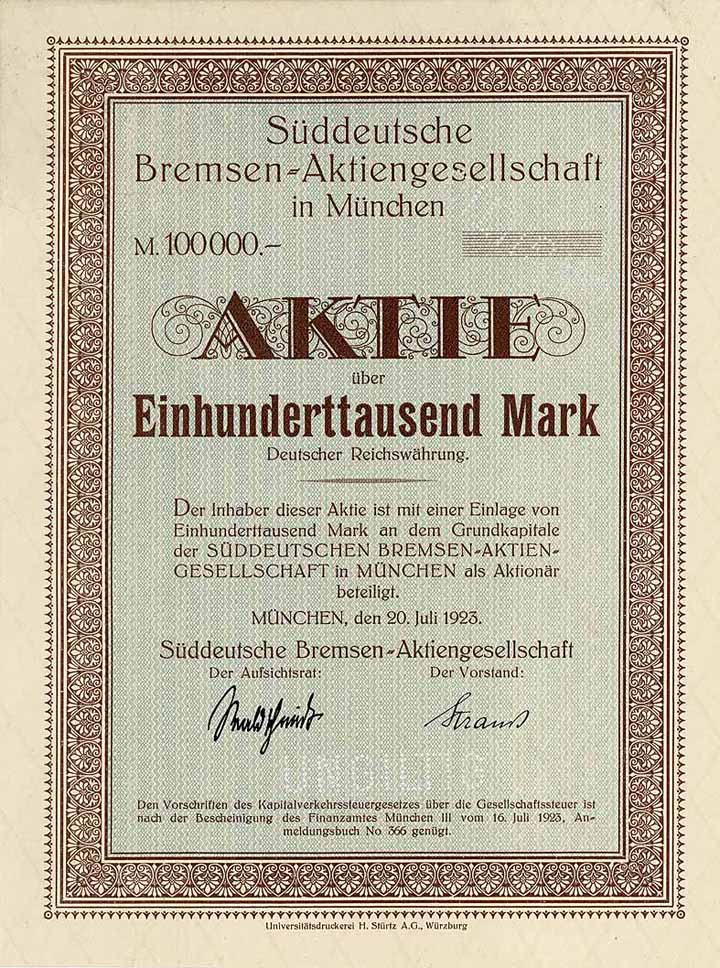 Süddeutsche
Bremsen-Aktiengesellschaft
in München
M. 100000.-
AKTIE
über
Einhunderttausend Mark
Deutscher Reichswährung.
Der Inhaber dieser Aktie ist mit einer Einlage von
Einhunderttausend Mark an dem Grundkapitale
der SÜDDEUTSCHEN BREMSEN-AKTIEN-
GESELLSCHAFT in MÜNCHEN als Aktionär
beteiligt.
MÜNCHEN, den 20. Juli 1923.
Süddeutsche Bremsen-Aktiengesellschaft
Der Aufsichtsrat: Der Vorstand:
Strauss
UNGILTIG
Den Vorschriften des Kapitalverkehrssteuergesetzes über die Gesellschaftssteuer ist
nach der Bescheinigung des Finanzamtes München III vom 16. Juli 1923, An-
meldungsbuch No 366 genügt.
Universitätsdruckerei H. Stürtz A.G., Würzburg